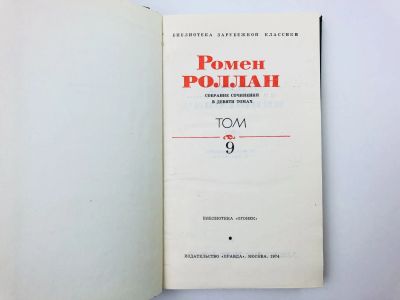 БИБЛИОТЕКА ЗАРУБЕЖНОЙ КЛАССИКИ
Ромен
РОЛЛАН
СОБРАНИЕ СОЧИНЕНИЙ
В ДЕВЯТИ ТОМАХ
ТОМ
9
БИБЛИОТЕКА «ОГОНЕК»
ИЗДАТЕЛЬСТВО «ПРАВДА». МОСКВА. 1974